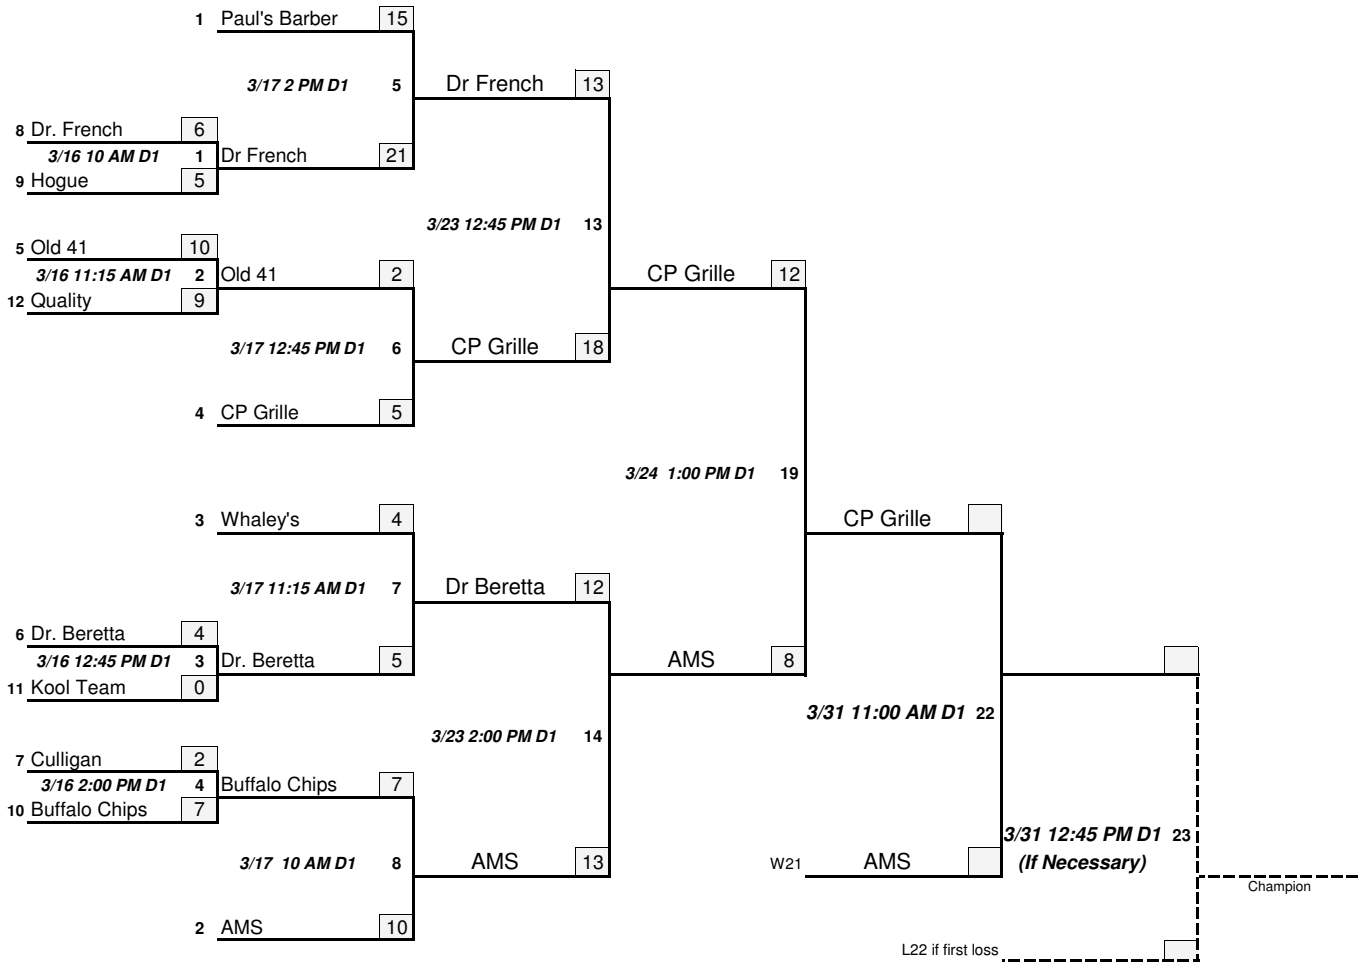 1 Paul's Barber 15
3/17 2 PM D1 5 Dr French 13
8 Dr. French 6
3/16 10 AM D1 1 Dr French 21
9 Hogue 5
3/23 12:45 PM D1 13
5 Old 41 10
3/16 11:15 AM D1 2 Old 41 2 CP Grille 12
12 Quality 9
3/17 12:45 PM D1 6 CP Grille 18
4 CP Grille 5
3/24 1:00 PM D1 19
3 Whaley's 4 CP Grille
3/17 11:15 AM D1 7 Dr Beretta 12
6 Dr. Beretta 4
3/16 12:45 PM D1 3 Dr. Beretta 5 AMS 8
11 Kool Team 0
3/31 11:00 AM D1 22
3/23 2:00 PM D1 14
7 Culligan 2
3/16 2:00 PM D1 4 Buffalo Chips 7
10 Buffalo Chips 7
3/31 12:45 PM D1 23
3/17 10 AM D1 8 AMS 13 W21 AMS (If Necessary)
Champion
2 AMS 10
L22 if first loss